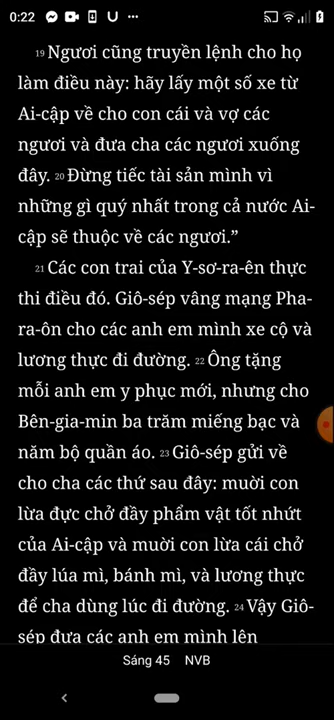 0:22
19 Ngươi cũng truyền lệnh cho họ
làm điều này: hãy lấy một số xe từ
Ai-cập về cho con cái và vợ các
ngươi và đưa cha các ngươi xuống
đây. 20 Đừng tiếc tài sản mình vì
những gì quý nhất trong cả nước Ai-
cập sẽ thuộc về các ngươi.”
21 Các con trai của Y-sơ-ra-ên thực
thi điều đó. Giô-sép vâng mạng Pha-
ra-ôn cho các anh em mình xe cộ và
lương thực đi đường. 22 Ông tặng
mỗi anh em y phục mới, nhưng cho
Bên-gia-min ba trăm miếng bạc và
năm bộ quần áo. 23 Giô-sép gửi về
cho cha các thứ sau đây: mười con
lừa đực chở đầy phẩm vật tốt nhứt
của Ai-cập và mười con lừa cái chở
đầy lúa mì, bánh mì, và lương thực
để cha dùng lúc đi đường. 24 Vậy Giô-
sép đưa các anh em mình lên
Sáng 45 NVB